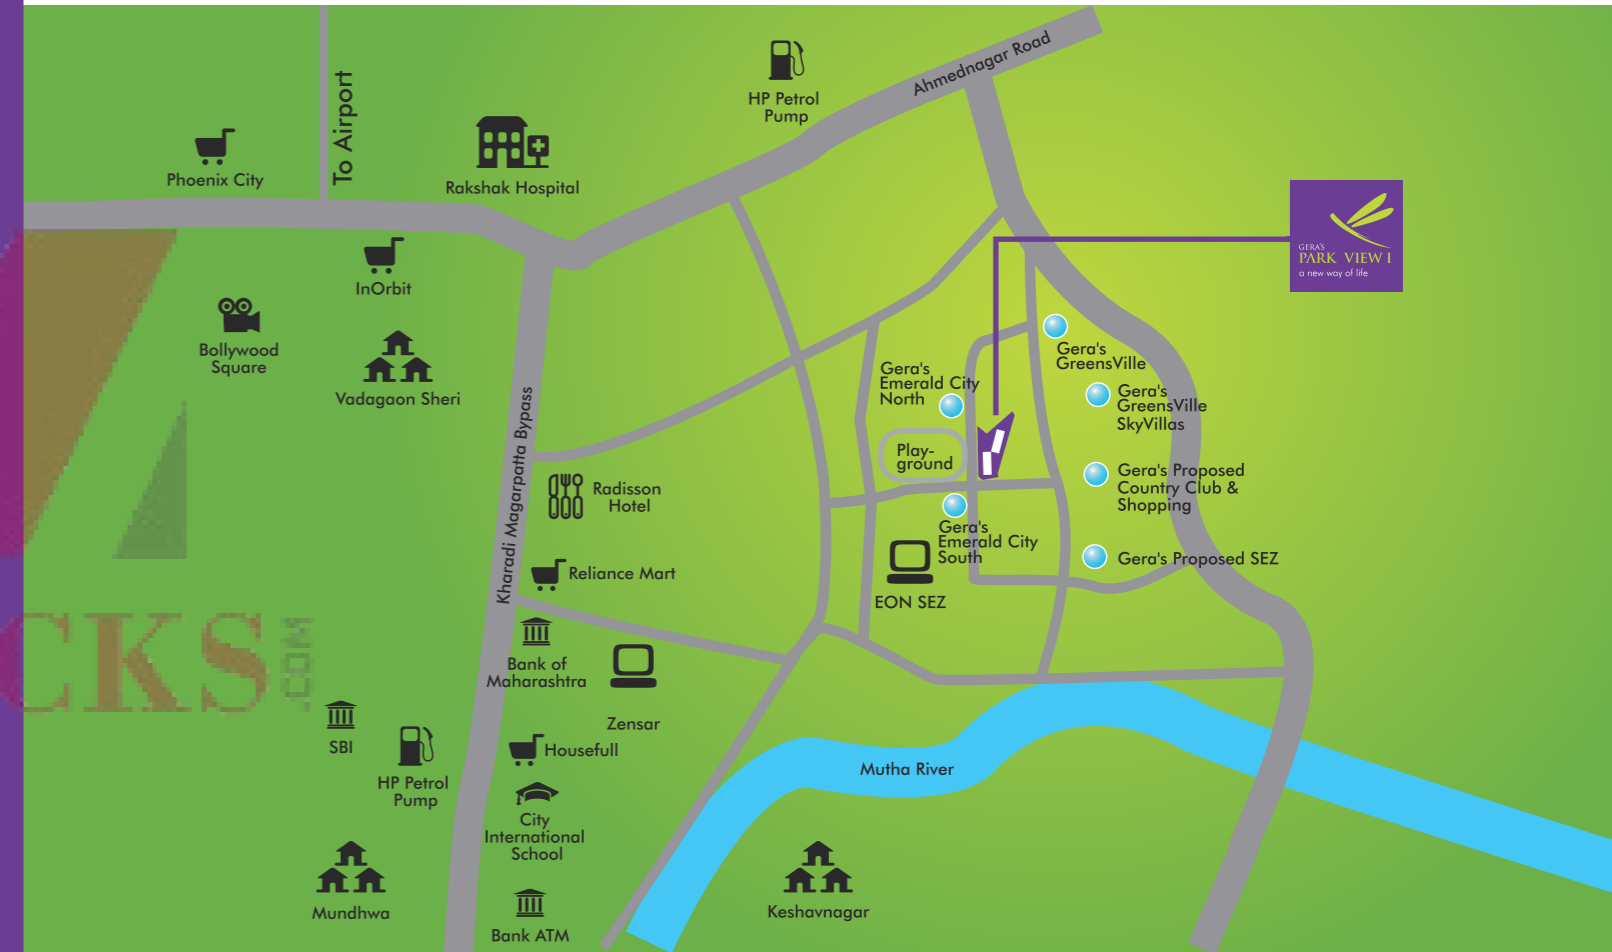 Ahmednagar Road
HP Petrol
Pump
To Airport
Phoenix City
Rakshak Hospital
GERA'S
PARK VIEW I
a new way of life
InOrbit
Bollywood
Square
Vadagaon Sheri
Gera's
GreensVille
Gera's
Emerald City
North
Gera's
GreensVille
SkyVillas
Kharadi Magarpatta Bypass
Play-
ground
Gera's Proposed
Country Club &
Shopping
Radisson
Hotel
Gera's
Emerald City
South
Gera's Proposed SEZ
Reliance Mart
EON SEZ
CKS
.COM
Bank of
Maharashtra
Zensar
SBI
Housefull
HP Petrol
Pump
Mutha River
City
International
School
Mundhwa
Keshavnagar
Bank ATM